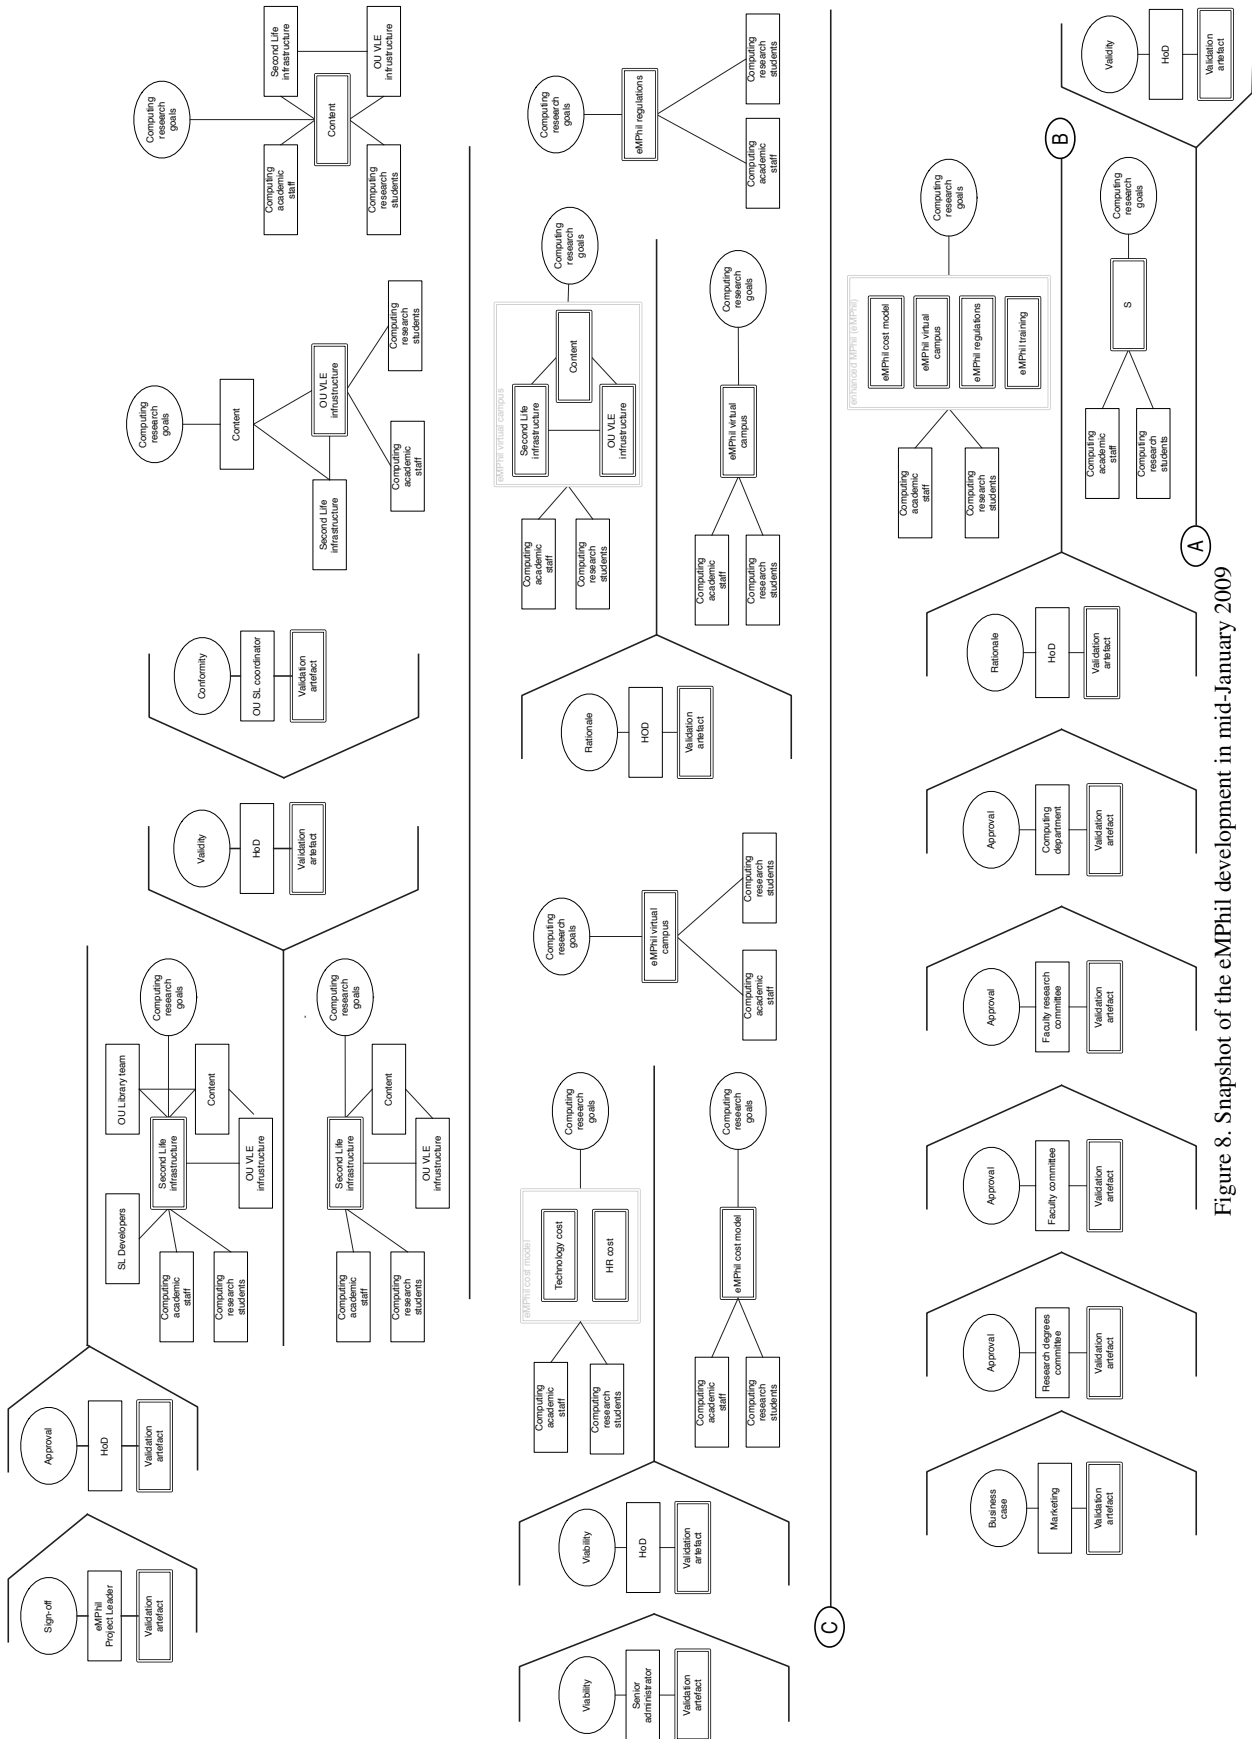 Sign-off
eMPhil
Project Leader
Validation
artefact
Approval
HoD
Validation
artefact
SL Developers
OU Library team
Computing
academic
staff
Computing
research
students
Second Life
infrastructure
OU VLE
infrustructure
Content
Computing
research
goals
Computing
academic
staff
Computing
research
students
Second Life
infrastructure
OU VLE
infrustructure
Content
Computing
research
goals
Validity
HoD
Validation
artefact
Conformity
OU SL coordinator
Validation
artefact
Computing
research
goals
Content
Second Life
infrastructure
OU VLE
infrustructure
Computing
academic
staff
Computing
research
students
Computing
research
goals
Computing
academic
staff
Computing
research
students
Content
Second Life
infrastructure
OU VLE
infrustructure
Viability
Senior
administrator
Validation
artefact
Viability
HoD
Validation
artefact
eMPhil cost model
Computing
academic
staff
Computing
research
students
Technology cost
HR cost
Computing
research
goals
Computing
academic
staff
Computing
research
students
eMPhil cost model
Computing
research
goals
Computing
research
goals
eMPhil virtual
campus
Computing
academic
staff
Computing
research
students
Rationale
HOD
Validation
artefact
eMPhil virtual campus
Computing
academic
staff
Computing
research
students
Second Life
infrastructure
OU VLE
infrustructure
Content
Computing
research
goals
Computing
academic
staff
Computing
research
students
eMPhil virtual
campus
Computing
research
goals
Computing
research
goals
eMPhil regulations
Computing
academic
staff
Computing
research
students
C
Business
case
Marketing
Validation
artefact
Approval
Research degrees
committee
Validation
artefact
Approval
Faculty committee
Validation
artefact
Approval
Faculty research
committee
Validation
artefact
Approval
Computing
department
Validation
artefact
Rationale
HoD
Validation
artefact
enhanced MPhil (eMPhil)
Computing
academic
staff
Computing
research
students
eMPhil cost model
eMPhil virtual
campus
eMPhil regulations
eMPhil training
Computing
research
goals
B
Computing
academic
staff
Computing
research
students
S
Computing
research
goals
A
Validity
HoD
Validation
artefact
Figure 8. Snapshot of the eMPhil development in mid-January 2009